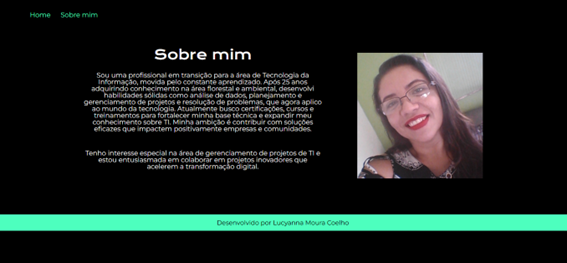 Home Sobre mim
Sobre mim
Sou uma profissional em transição para a área de Tecnologia da
Informação, movida pelo constante aprendizado. Após 25 anos
adquirindo conhecimento na área florestal e ambiental, desenvolvi
habilidades sólidas como análise de dados, planejamento e
gerenciamento de projetos e resolução de problemas, que agora aplico
ao mundo da tecnologia. Atualmente busco certificações, cursos e
treinamentos para fortalecer minha base técnica e expandir meu
conhecimento sobre TI. Minha ambição é contribuir com soluções
eficazes que impactem positivamente empresas e comunidades.
Tenho interesse especial na área de gerenciamento de projetos de TI e
estou entusiasmada em colaborar em projetos inovadores que
acelerem a transformação digital.
Desenvolvido por Lucyanna Moura Coelho